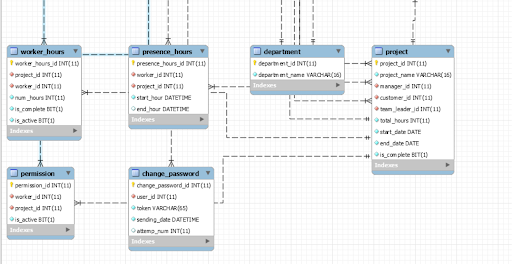 worker_hours
worker_hours_id INT(11)
project_id INT(11)
worker_id INT(11)
num_hours INT(11)
is_complete BIT(1)
is_active BIT(1)
Indexes
presence_hours
presence_hours_id INT(11)
worker_id INT(11)
project_id INT(11)
start_hour DATETIME
end_hour DATETIME
Indexes
department
department_id INT(11)
department_name VARCHAR(16)
Indexes
project
project_id INT(11)
project_name VARCHAR(16)
manager_id INT(11)
customer_id INT(11)
team_leader_id INT(11)
total_hours INT(11)
start_date DATE
end_date DATE
is_complete BIT(1)
Indexes
permission
permission_id INT(11)
worker_id INT(11)
project_id INT(11)
is_active BIT(1)
Indexes
change_password
change_password_id INT(11)
user_id INT(11)
token VARCHAR(65)
sending_date DATETIME
attemp_num INT(11)
Indexes